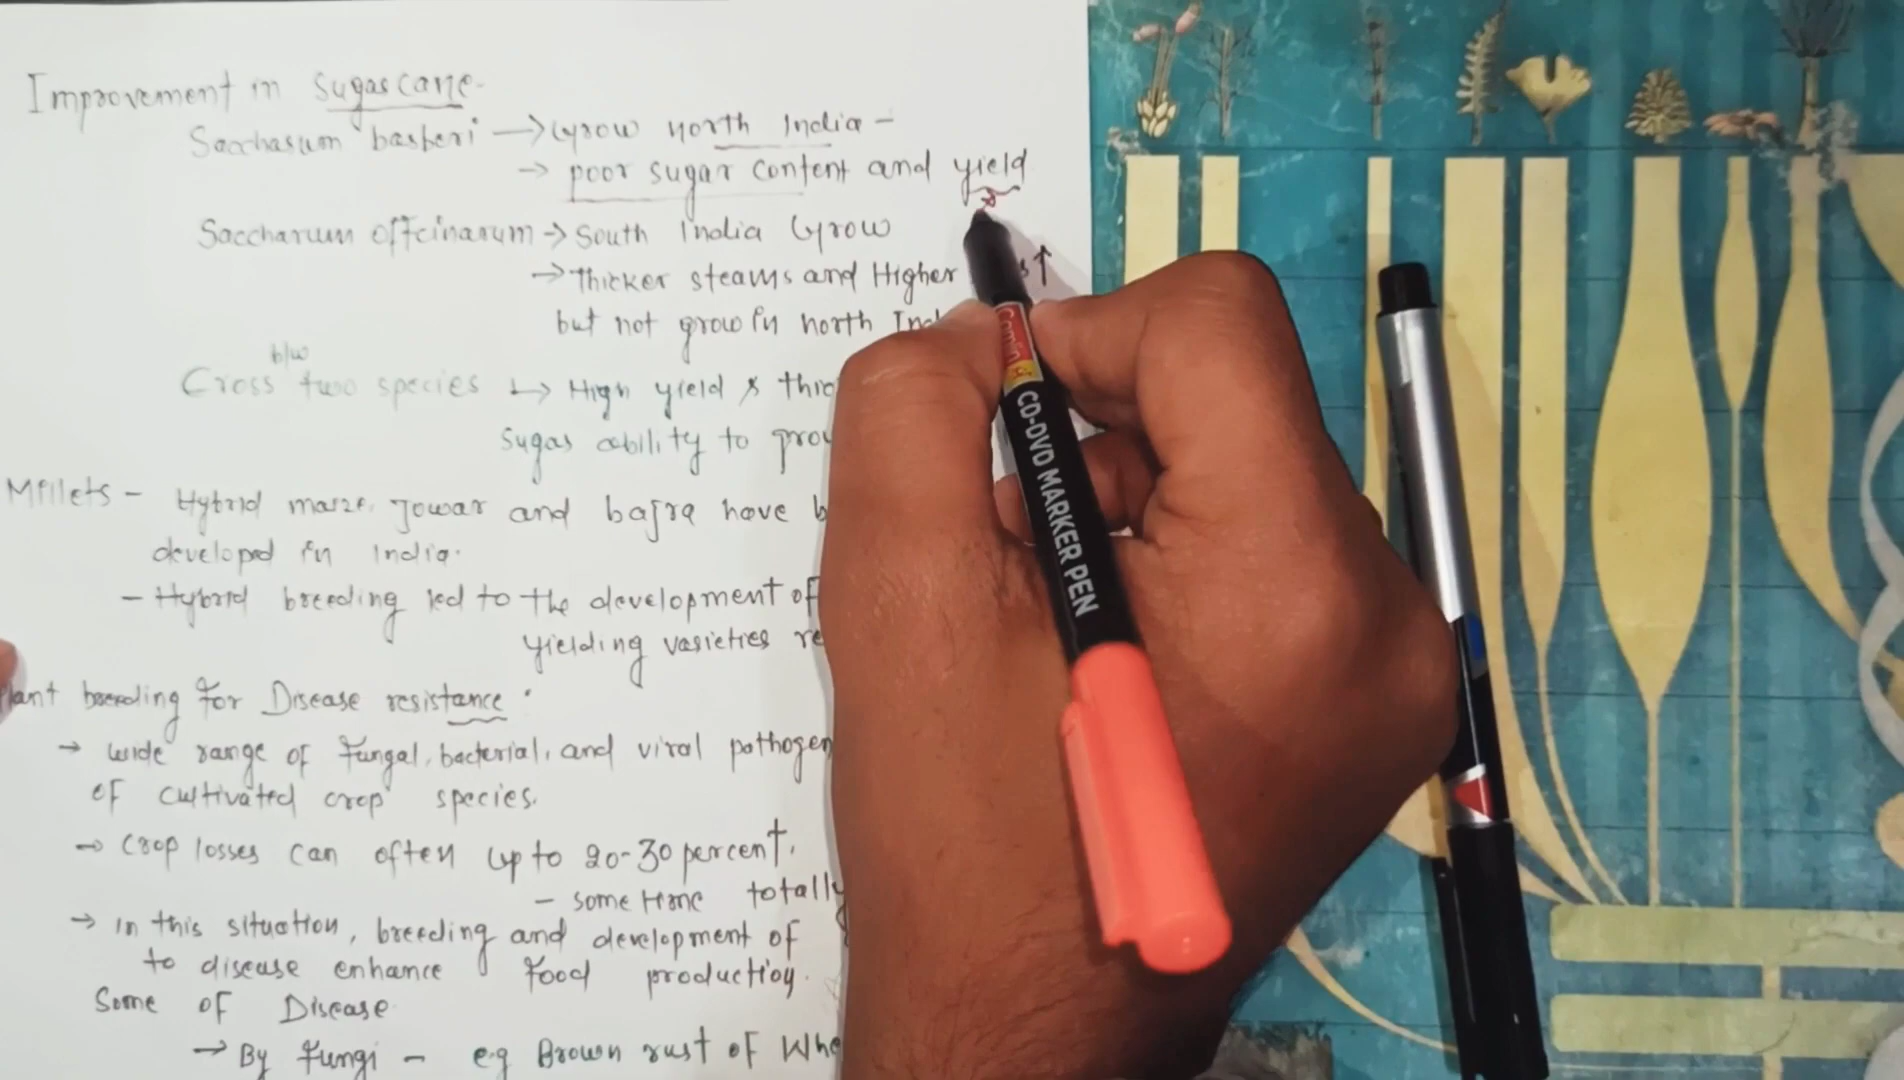 Improvement in Sugarcane.
Saccharum barberi → Grow north India -
→ poor sugar content and yield
Saccharum officinarum → South India Grow
→ Thicker steams and Higher
but not grow in north
b/w
Cross two species ↳ High yield &
sugar ability to
Millets - Hybrid maize, Jowar and bajra have
developed in India.
- Hybrid breeding led to the development of
yielding varieties
breeding for Disease resistance
→ wide range of Fungal, bacterial, and viral
of cultivated crop species.
→ Crop losses can often up to 20-30 percent.
- some time totally
→ In this situation, breeding and development of
to disease enhance food production.
Some of Disease
→ By Fungi - e.g Brown rust of
Camlin
CD-DVD MARKER PEN